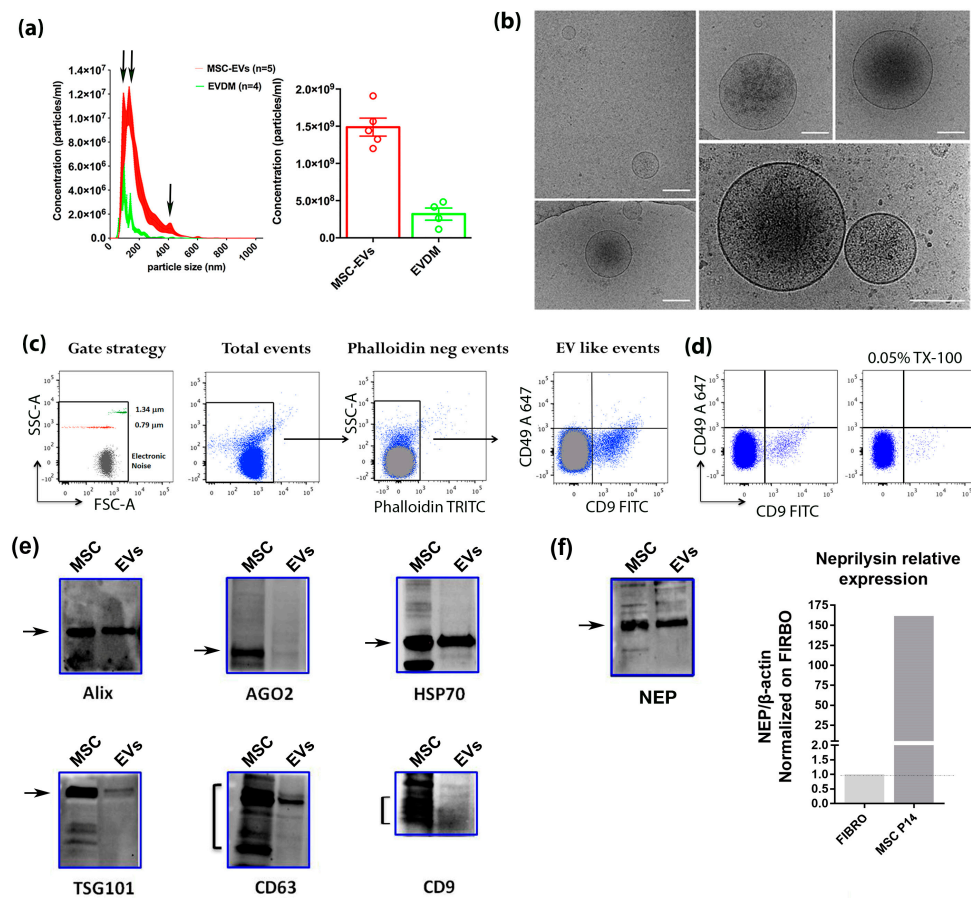 (a)
MSC-EVs (n=5)
EVDM (n=4)
Concentration (particles/ml)
1.4×10⁷
1.2×10⁷
1.0×10⁷
8.0×10⁶
6.0×10⁶
4.0×10⁶
2.0×10⁶
0.0
0 200 400 600 800 1000
particle size (nm)
Concentration (particles/ml)
2.0×10⁹
1.5×10⁹
1.0×10⁹
5.0×10⁸
0.0
MSC-EVs
EVDM
(b)
(c)
Gate strategy
Total events
Phalloidin neg events
EV like events
SSC-A
1.34 μm
0.79 μm
Electronic
Noise
FSC-A
SSC-A
Phalloidin TRITC
CD49 A 647
CD9 FITC
(d)
0.05% TX-100
CD49 A 647
CD9 FITC
(e)
MSC EVs
Alix
MSC EVs
AGO2
MSC EVs
HSP70
MSC EVs
TSG101
MSC EVs
CD63
MSC EVs
CD9
(f)
MSC EVs
NEP
Neprilysin relative
expression
NEP/β-actin
Normalized on FIRBO
175
150
125
100
75
50
25
2.0
1.5
1.0
0.5
0.0
FIBRO
MSC P14